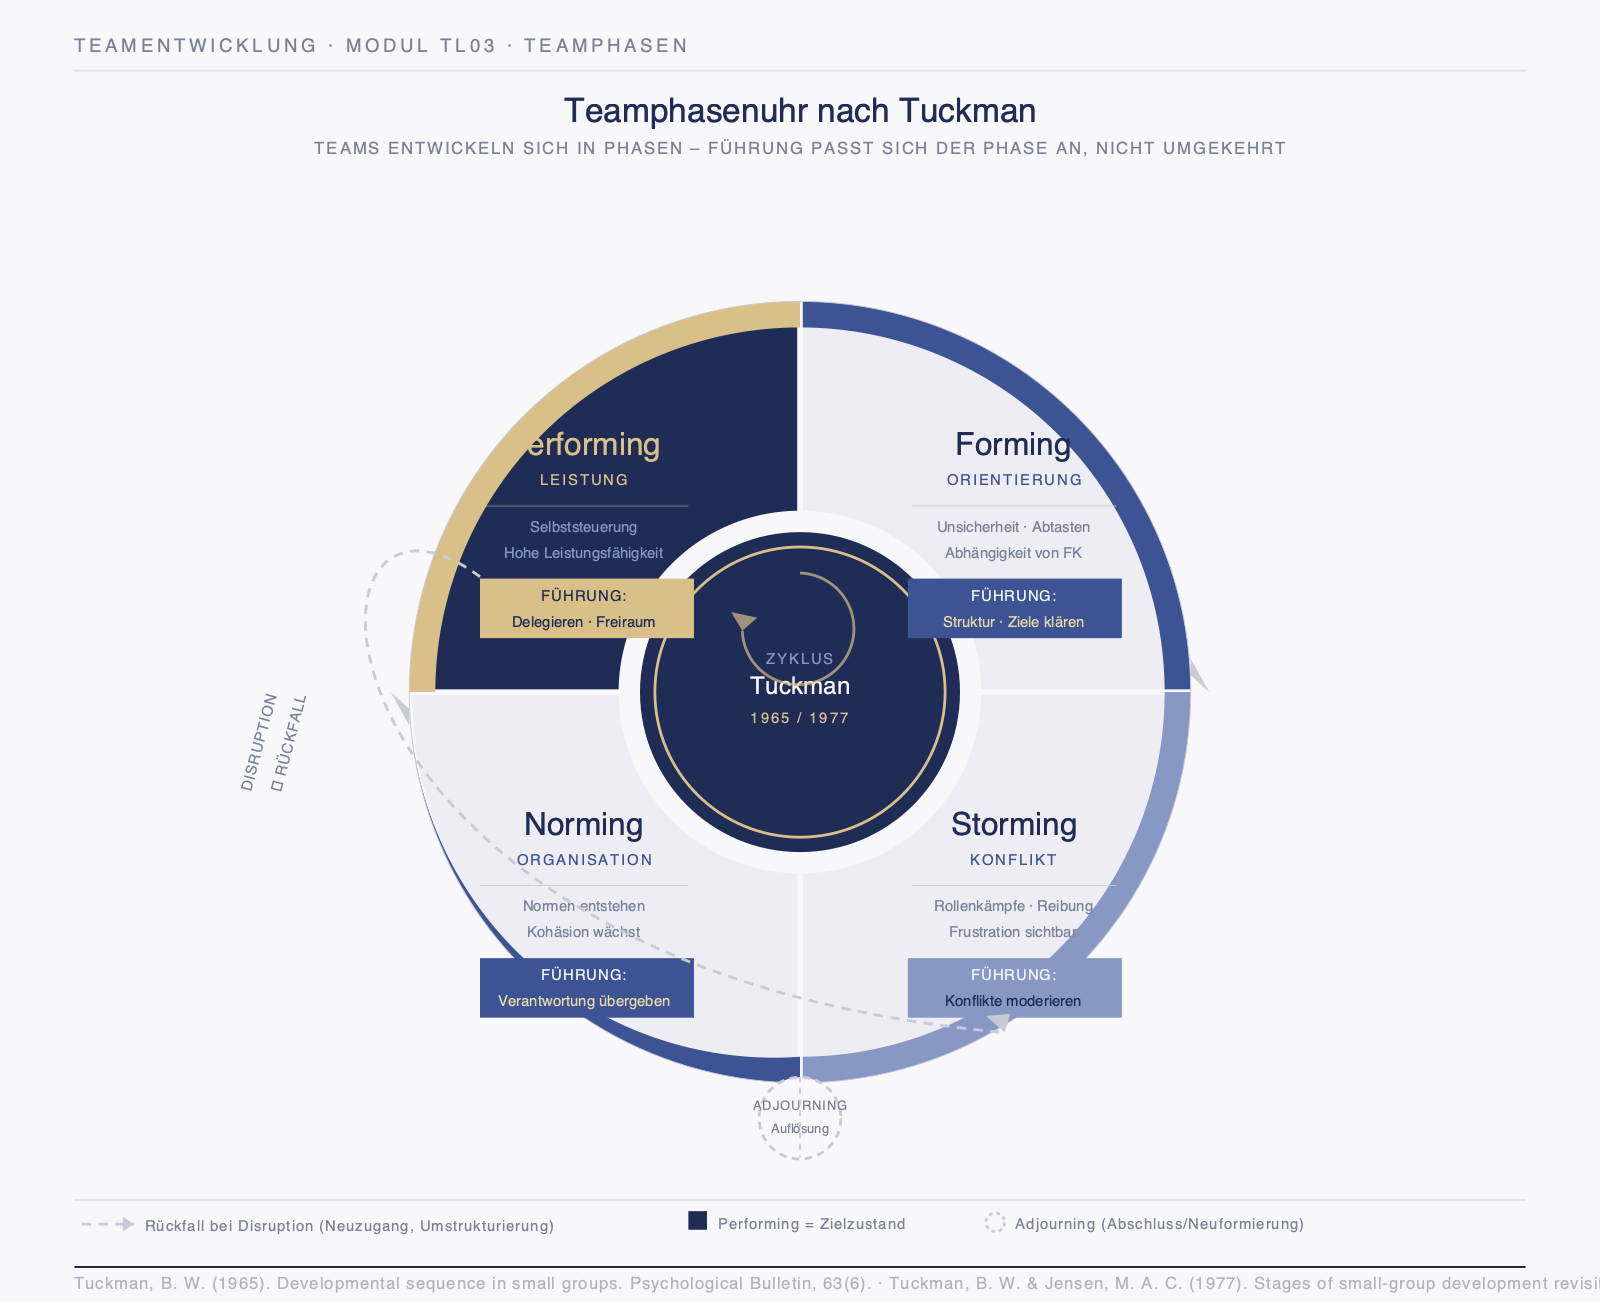 TEAMENTWICKLUNG · MODUL TL03 · TEAMPHASEN
Teamphasenuhr nach Tuckman
TEAMS ENTWICKELN SICH IN PHASEN – FÜHRUNG PASST SICH DER PHASE AN, NICHT UMGEKEHRT
erforming
LEISTUNG
Selbststeuerung
Hohe Leistungsfähigkeit
FÜHRUNG:
Delegieren · Freiraum
Forming
ORIENTIERUNG
Unsicherheit · Abtasten
Abhängigkeit von FK
FÜHRUNG:
Struktur · Ziele klären
ZYKLUS
Tuckman
1965 / 1977
DISRUPTION
RÜCKFALL
Norming
ORGANISATION
Normen entstehen
Kohäsion wächst
FÜHRUNG:
Verantwortung übergeben
Storming
KONFLIKT
Rollenkämpfe · Reibung
Frustration sichtbar
FÜHRUNG:
Konflikte moderieren
ADJOURNING
Auflösung
Rückfall bei Disruption (Neuzugang, Umstrukturierung)
Performing = Zielzustand
Adjourning (Abschluss/Neuformierung)
Tuckman, B. W. (1965). Developmental sequence in small groups. Psychological Bulletin, 63(6). · Tuckman, B. W. & Jensen, M. A. C. (1977). Stages of small-group development